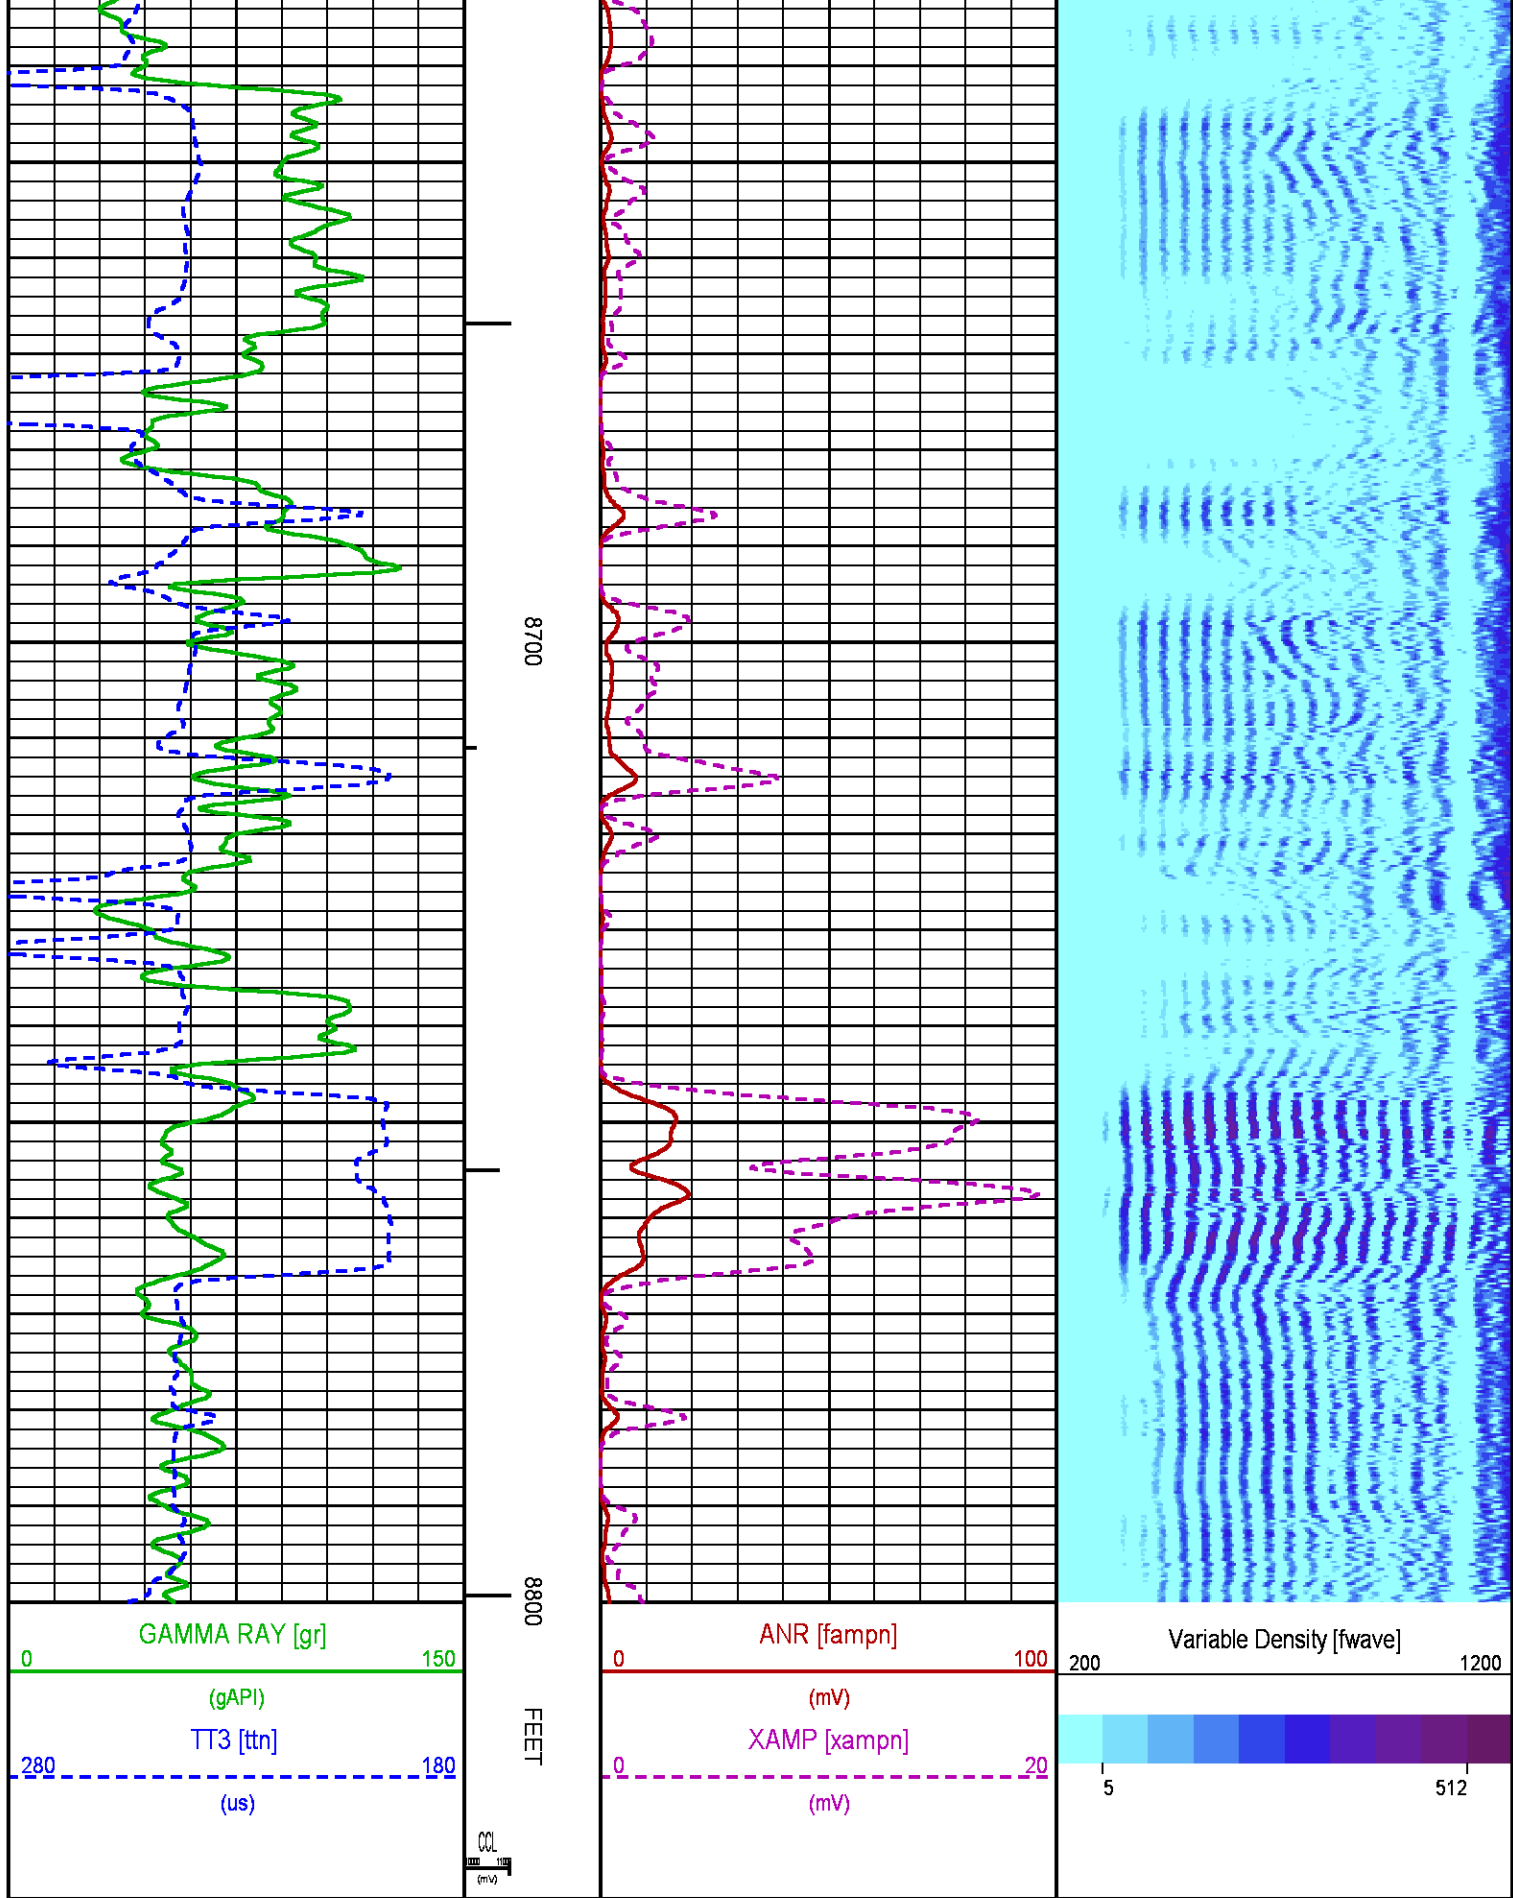 8700
8800
FEET
GAMMA RAY [gr]
0 150
(gAPI)
TT3 [ttn]
280 180
(us)
CCL
(mV)
ANR [fampn]
0 100
(mV)
XAMP [xampn]
0 20
(mV)
Variable Density [fwave]
200 1200
5 512